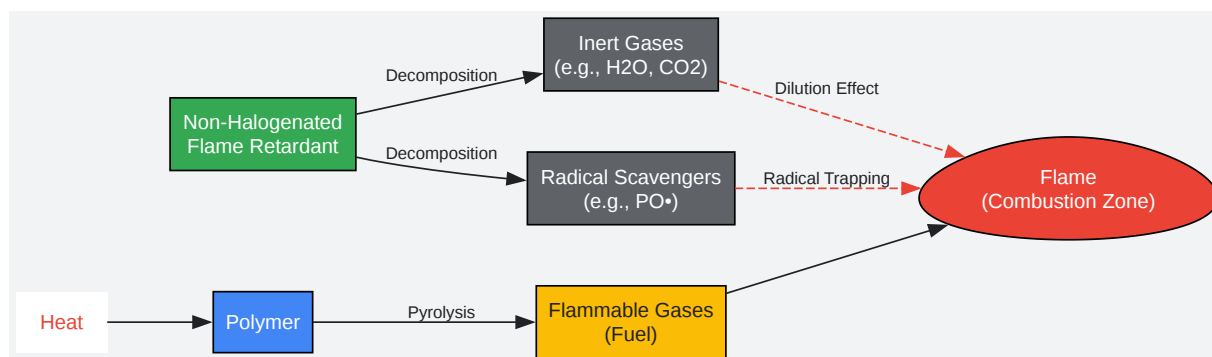 Inert Gases
(e.g., H2O, CO2)
Decomposition
Dilution Effect
Non-Halogenated
Flame Retardant
Decomposition
Radical Scavengers
(e.g., PO•)
Radical Trapping
Flame
(Combustion Zone)
Heat
Polymer
Pyrolysis
Flammable Gases
(Fuel)